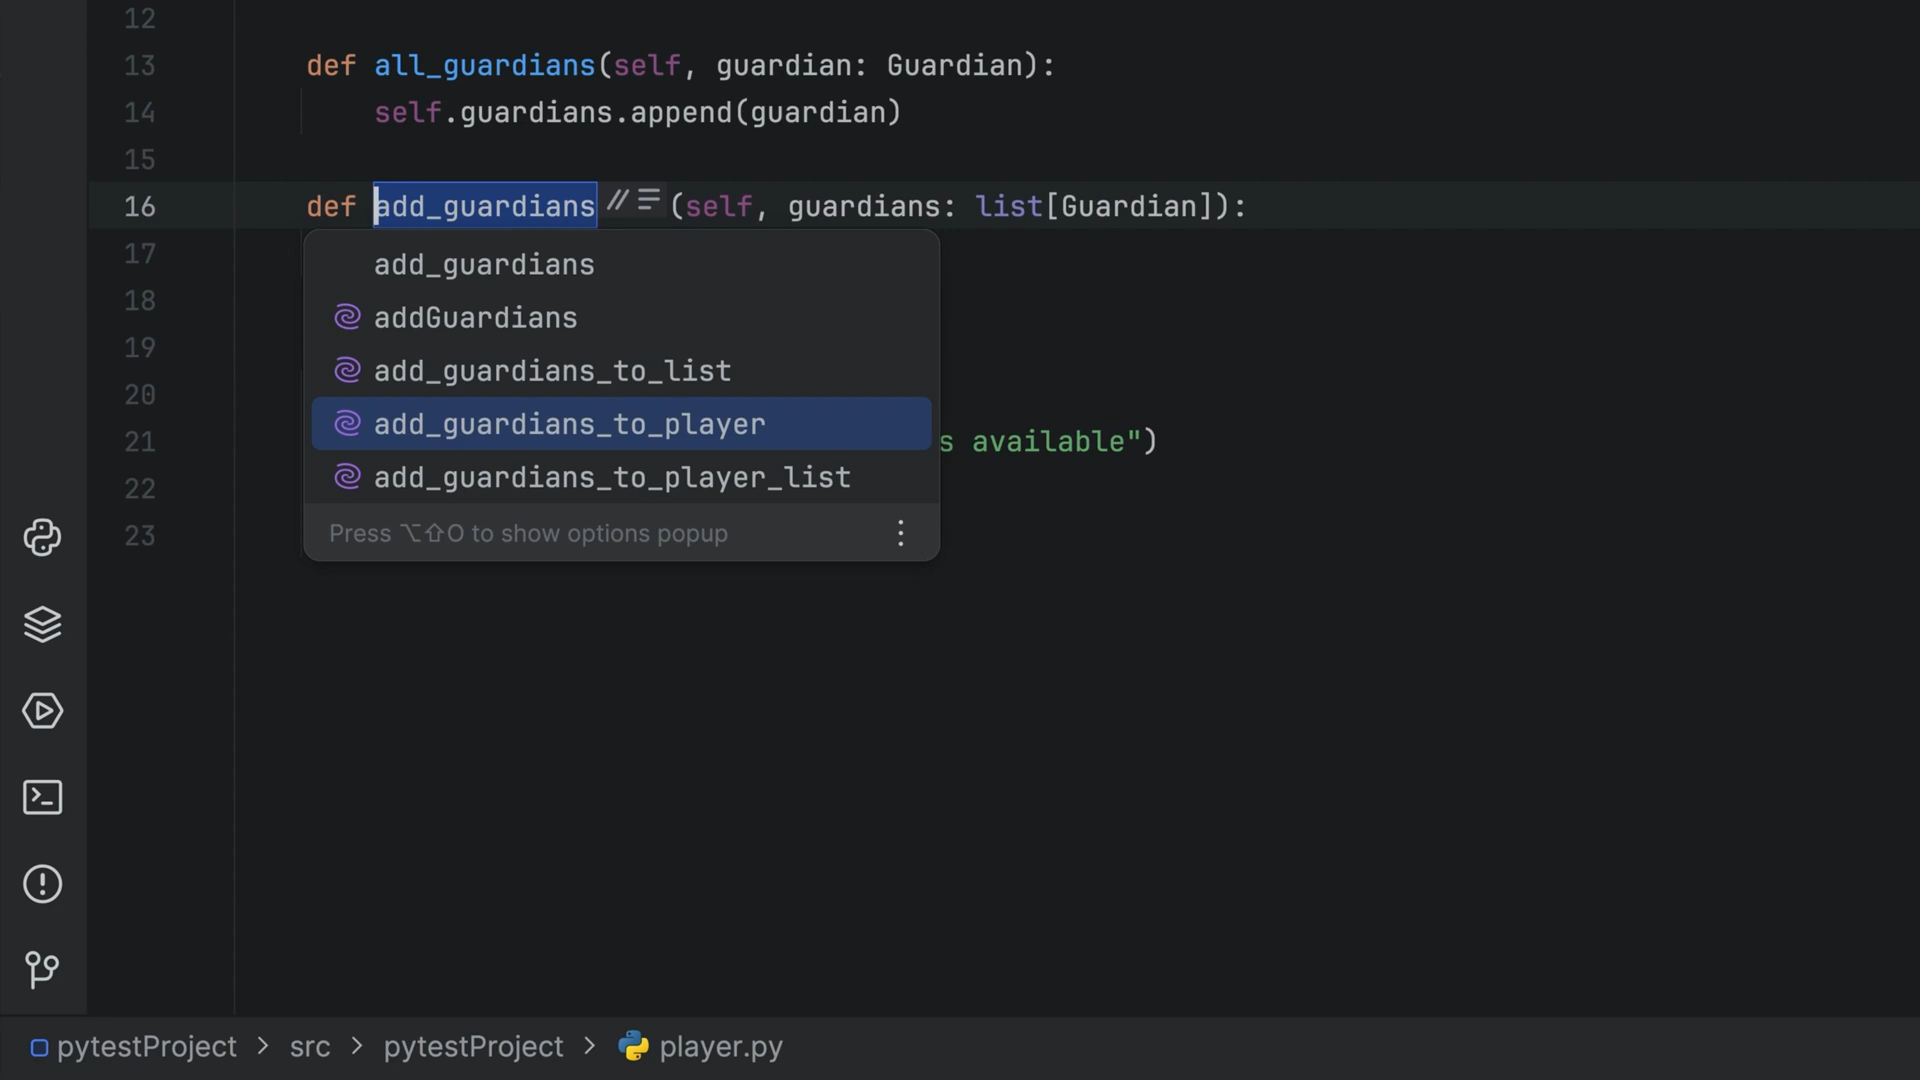 12
13 def all_guardians(self, guardian: Guardian):
14 self.guardians.append(guardian)
15
16 def add_guardians (self, guardians: list[Guardian]):
17 add_guardians
18 addGuardians
19 add_guardians_to_list
20 add_guardians_to_player
21 s available")
22 add_guardians_to_player_list
23 Press ⌥⇧O to show options popup
pytestProject > src > pytestProject > player.py